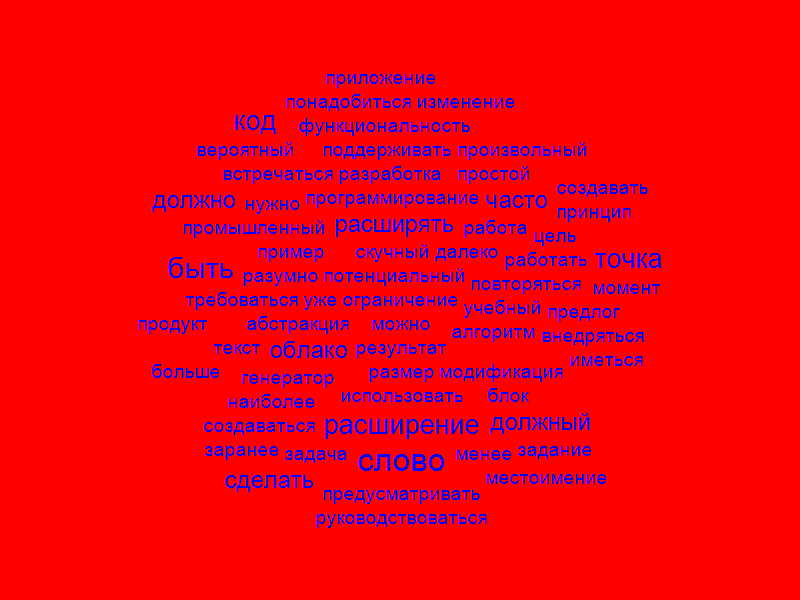 приложение
понадобиться изменение
код функциональность
вероятный поддерживать произвольный
встречаться разработка простой
должно нужно программирование часто создавать
принцип
промышленный расширять работа цель
пример скучный далеко работать точка
быть разумно потенциальный повторяться момент
требоваться уже ограничение учебный предлог
продукт абстракция можно алгоритм внедряться
текст облако результат иметься
больше генератор размер модификация
наиболее использовать блок
создаваться расширение должный
заранее задача слово менее задание
сделать местоимение
предусматривать
руководствоваться